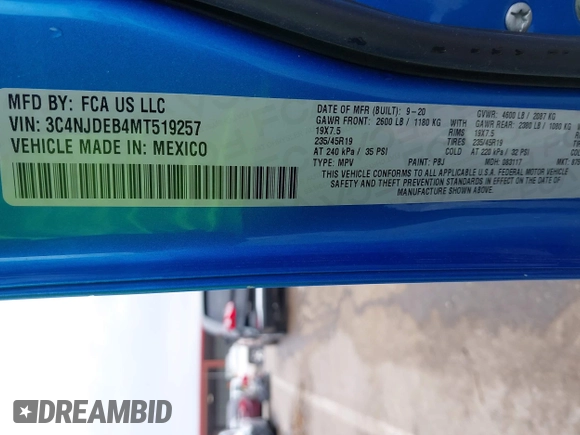 MFD BY: FCA US LLC
VIN: 3C4NJDEB4MT519257
VEHICLE MADE IN: MEXICO
DATE OF MFR (BUILT): 9-20 GVWR: 4600 LB / 2087 KG
GAWR FRONT: 2600 LB / 1180 KG WITH GAWR REAR: 2380 LB / 1080 KG
19X7.5 RIMS 19X7.5
235/45R19 TIRES 235/45R19
AT 240 kPa / 35 PSI COLD AT 220 kPa / 32 PSI
TYPE: MPV PAINT: PBJ MDH: 083117 MKT:
THIS VEHICLE CONFORMS TO ALL APPLICABLE U.S.A. FEDERAL MOTOR VEHICLE
SAFETY AND THEFT PREVENTION STANDARDS IN EFFECT ON THE DATE OF
MANUFACTURE SHOWN ABOVE.
DREAMBID